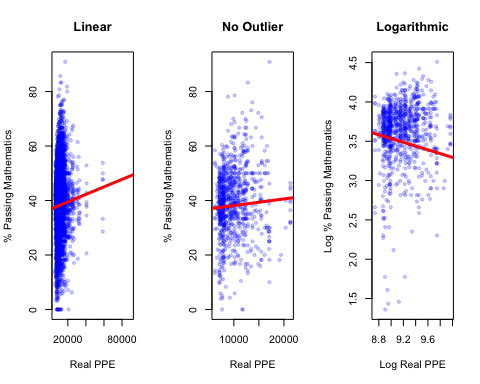 Linear
No Outlier
Logarithmic
% Passing Mathematics
0 20 40 60 80
20000 80000
Real PPE
% Passing Mathematics
0 20 40 60 80
10000 20000
Real PPE
Log % Passing Mathematics
1.5 2.5 3.0 3.5 4.0 4.5
8.8 9.2 9.6
Log Real PPE